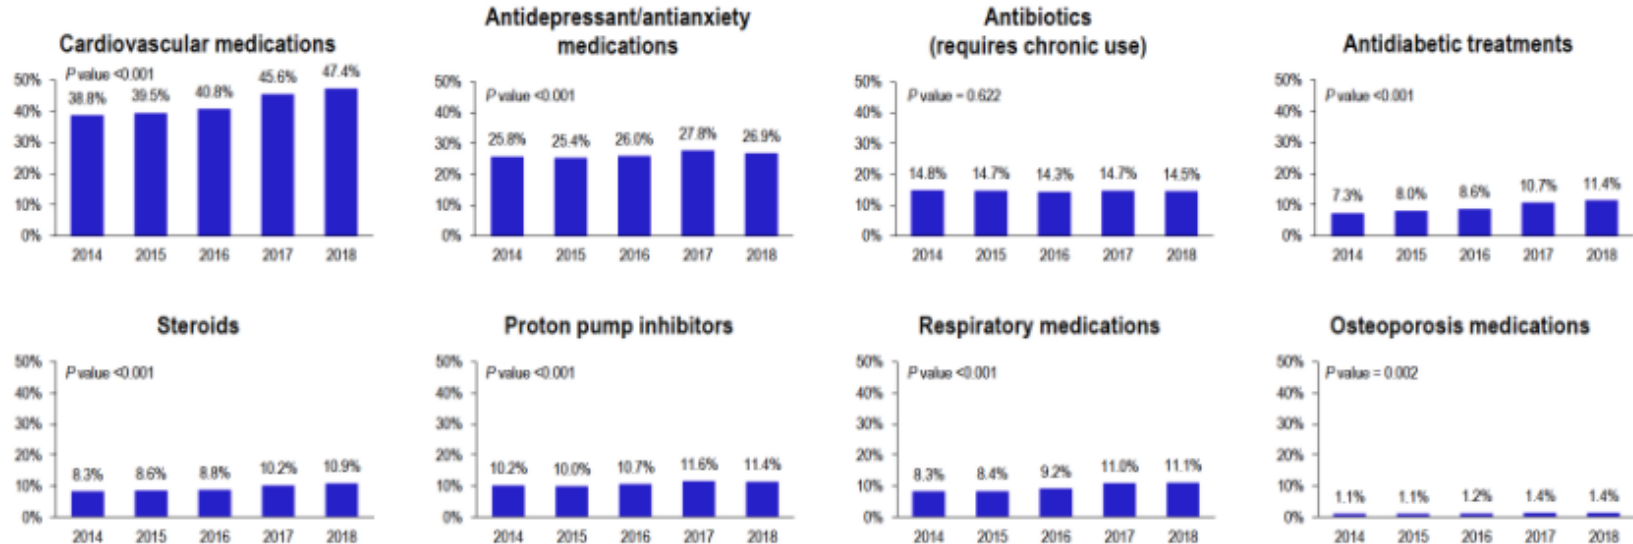 Cardiovascular medications
P value <0.001
50%
40%
30%
20%
10%
0%
38.8% 39.5% 40.8% 45.6% 47.4%
2014 2015 2016 2017 2018
Antidepressant/antianxiety
medications
P value <0.001
50%
40%
30%
20%
10%
0%
25.8% 25.4% 26.0% 27.8% 26.9%
2014 2015 2016 2017 2018
Antibiotics
(requires chronic use)
P value = 0.622
50%
40%
30%
20%
10%
0%
14.8% 14.7% 14.3% 14.7% 14.5%
2014 2015 2016 2017 2018
Antidiabetic treatments
P value <0.001
50%
40%
30%
20%
10%
0%
7.3% 8.0% 8.6% 10.7% 11.4%
2014 2015 2016 2017 2018
Steroids
P value <0.001
50%
40%
30%
20%
10%
0%
8.3% 8.6% 8.8% 10.2% 10.9%
2014 2015 2016 2017 2018
Proton pump inhibitors
P value <0.001
50%
40%
30%
20%
10%
0%
10.2% 10.0% 10.7% 11.6% 11.4%
2014 2015 2016 2017 2018
Respiratory medications
P value <0.001
50%
40%
30%
20%
10%
0%
8.3% 8.4% 9.2% 11.0% 11.1%
2014 2015 2016 2017 2018
Osteoporosis medications
P value = 0.002
50%
40%
30%
20%
10%
0%
1.1% 1.1% 1.2% 1.4% 1.4%
2014 2015 2016 2017 2018